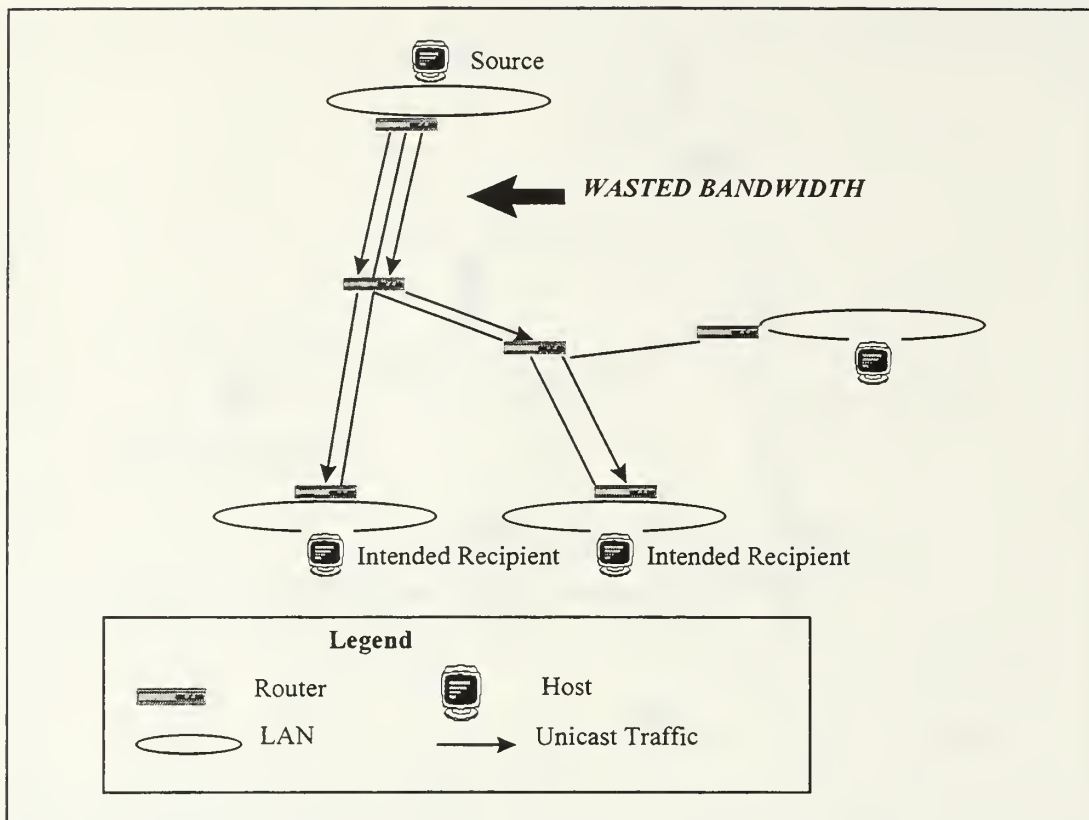 Source
WASTED BANDWIDTH
Intended Recipient
Intended Recipient
Legend
Router
Host
LAN
Unicast Traffic